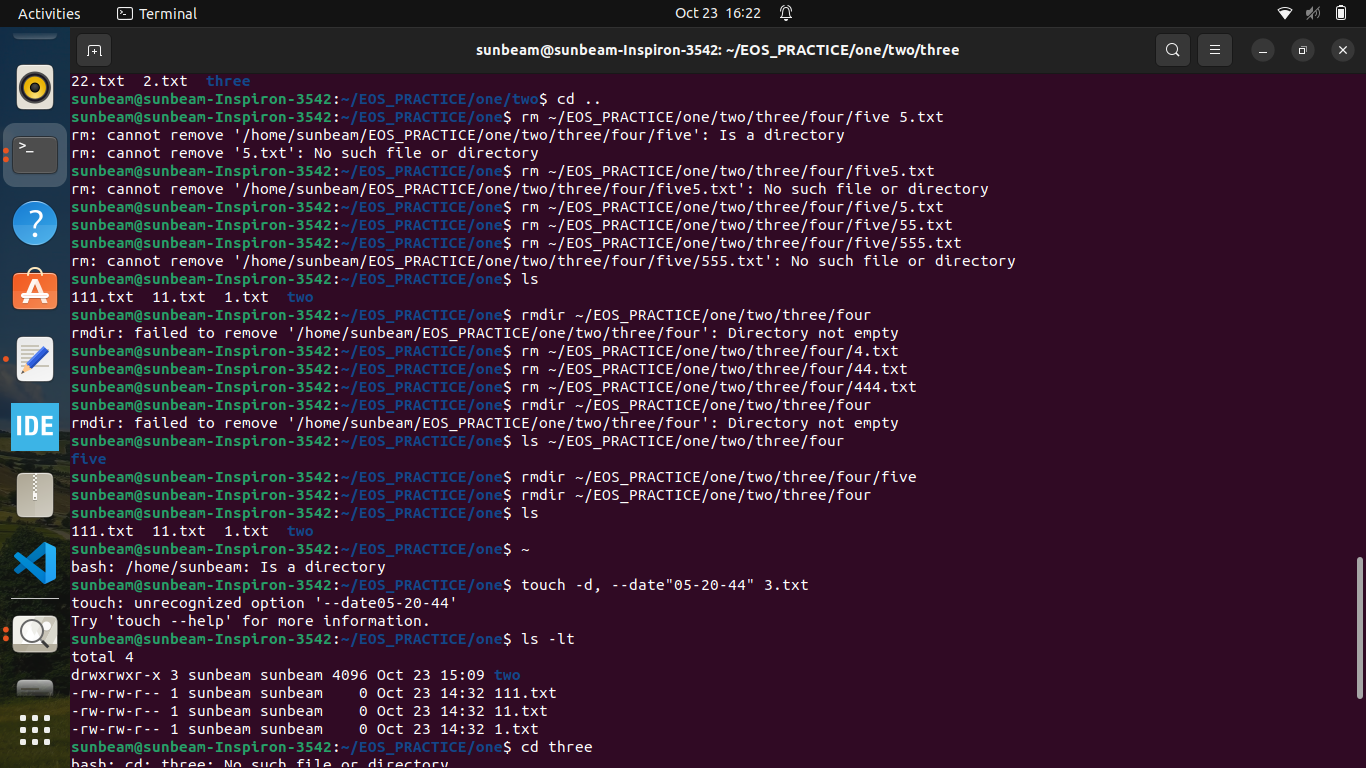 Activities Terminal Oct 23 16:22
sunbeam@sunbeam-Inspiron-3542: ~/EOS_PRACTICE/one/two/three
22.txt  2.txt  three
sunbeam@sunbeam-Inspiron-3542:~/EOS_PRACTICE/one/two$ cd ..
sunbeam@sunbeam-Inspiron-3542:~/EOS_PRACTICE/one$ rm ~/EOS_PRACTICE/one/two/three/four/five 5.txt
rm: cannot remove '/home/sunbeam/EOS_PRACTICE/one/two/three/four/five': Is a directory
rm: cannot remove '5.txt': No such file or directory
sunbeam@sunbeam-Inspiron-3542:~/EOS_PRACTICE/one$ rm ~/EOS_PRACTICE/one/two/three/four/five5.txt
rm: cannot remove '/home/sunbeam/EOS_PRACTICE/one/two/three/four/five5.txt': No such file or directory
sunbeam@sunbeam-Inspiron-3542:~/EOS_PRACTICE/one$ rm ~/EOS_PRACTICE/one/two/three/four/five/5.txt
sunbeam@sunbeam-Inspiron-3542:~/EOS_PRACTICE/one$ rm ~/EOS_PRACTICE/one/two/three/four/five/55.txt
sunbeam@sunbeam-Inspiron-3542:~/EOS_PRACTICE/one$ rm ~/EOS_PRACTICE/one/two/three/four/five/555.txt
rm: cannot remove '/home/sunbeam/EOS_PRACTICE/one/two/three/four/five/555.txt': No such file or directory
sunbeam@sunbeam-Inspiron-3542:~/EOS_PRACTICE/one$ ls
111.txt  11.txt  1.txt  two
sunbeam@sunbeam-Inspiron-3542:~/EOS_PRACTICE/one$ rmdir ~/EOS_PRACTICE/one/two/three/four
rmdir: failed to remove '/home/sunbeam/EOS_PRACTICE/one/two/three/four': Directory not empty
sunbeam@sunbeam-Inspiron-3542:~/EOS_PRACTICE/one$ rm ~/EOS_PRACTICE/one/two/three/four/4.txt
sunbeam@sunbeam-Inspiron-3542:~/EOS_PRACTICE/one$ rm ~/EOS_PRACTICE/one/two/three/four/44.txt
sunbeam@sunbeam-Inspiron-3542:~/EOS_PRACTICE/one$ rm ~/EOS_PRACTICE/one/two/three/four/444.txt
sunbeam@sunbeam-Inspiron-3542:~/EOS_PRACTICE/one$ rmdir ~/EOS_PRACTICE/one/two/three/four
rmdir: failed to remove '/home/sunbeam/EOS_PRACTICE/one/two/three/four': Directory not empty
sunbeam@sunbeam-Inspiron-3542:~/EOS_PRACTICE/one$ ls ~/EOS_PRACTICE/one/two/three/four
five
sunbeam@sunbeam-Inspiron-3542:~/EOS_PRACTICE/one$ rmdir ~/EOS_PRACTICE/one/two/three/four/five
sunbeam@sunbeam-Inspiron-3542:~/EOS_PRACTICE/one$ rmdir ~/EOS_PRACTICE/one/two/three/four
sunbeam@sunbeam-Inspiron-3542:~/EOS_PRACTICE/one$ ls
111.txt  11.txt  1.txt  two
sunbeam@sunbeam-Inspiron-3542:~/EOS_PRACTICE/one$ ~
bash: /home/sunbeam: Is a directory
sunbeam@sunbeam-Inspiron-3542:~/EOS_PRACTICE/one$ touch -d, --date"05-20-44" 3.txt
touch: unrecognized option '--date05-20-44'
Try 'touch --help' for more information.
sunbeam@sunbeam-Inspiron-3542:~/EOS_PRACTICE/one$ ls -lt
total 4
drwxrwxr-x 3 sunbeam sunbeam 4096 Oct 23 15:09 two
-rw-rw-r-- 1 sunbeam sunbeam    0 Oct 23 14:32 111.txt
-rw-rw-r-- 1 sunbeam sunbeam    0 Oct 23 14:32 11.txt
-rw-rw-r-- 1 sunbeam sunbeam    0 Oct 23 14:32 1.txt
sunbeam@sunbeam-Inspiron-3542:~/EOS_PRACTICE/one$ cd three
bash: cd: three: No such file or directory
IDE